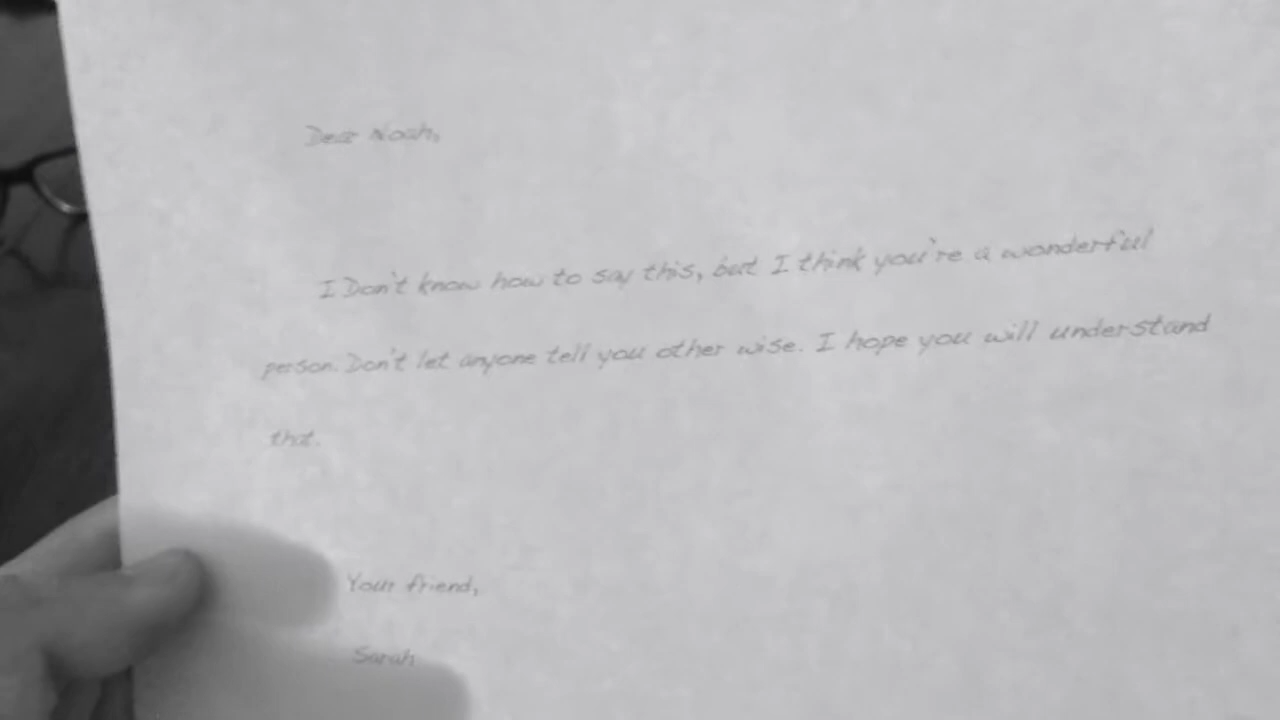 Dear Noah,
I Don't know how to say this, but I think you're a wonderful
person. Don't let anyone tell you other wise. I hope you will understand
that.
Your friend,
Sarah